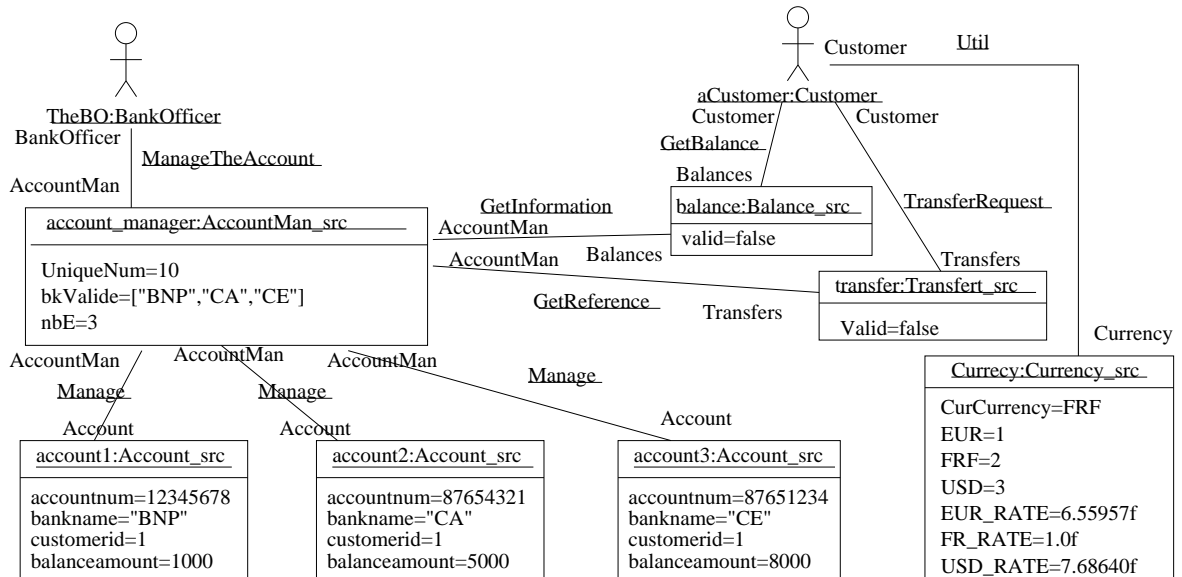 Customer
Util
TheBO:BankOfficer
aCustomer:Customer
BankOfficer
Customer
Customer
ManageTheAccount
GetBalance
AccountMan
Balances
account_manager:AccountMan_src
GetInformation
balance:Balance_src
TransferRequest
AccountMan
valid=false
AccountMan
Balances
Transfers
UniqueNum=10
bkValide=["BNP","CA","CE"]
nbE=3
GetReference
Transfers
transfer:Transfert_src
Valid=false
Currency
AccountMan
AccountMan
AccountMan
Manage
Manage
Manage
Currecy:Currency_src
Account
Account
Account
CurCurrency=FRF
EUR=1
FRF=2
USD=3
EUR_RATE=6.55957f
FR_RATE=1.0f
USD_RATE=7.68640f
account1:Account_src
accountnum=12345678
bankname="BNP"
customerid=1
balanceamount=1000
account2:Account_src
accountnum=87654321
bankname="CA"
customerid=1
balanceamount=5000
account3:Account_src
accountnum=87651234
bankname="CE"
customerid=1
balanceamount=8000